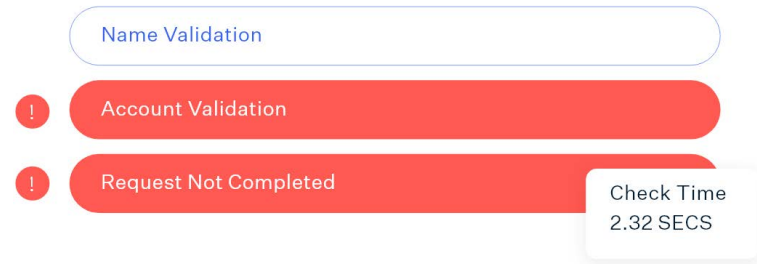 Name Validation
! Account Validation
! Request Not Completed
Check Time
2.32 SECS